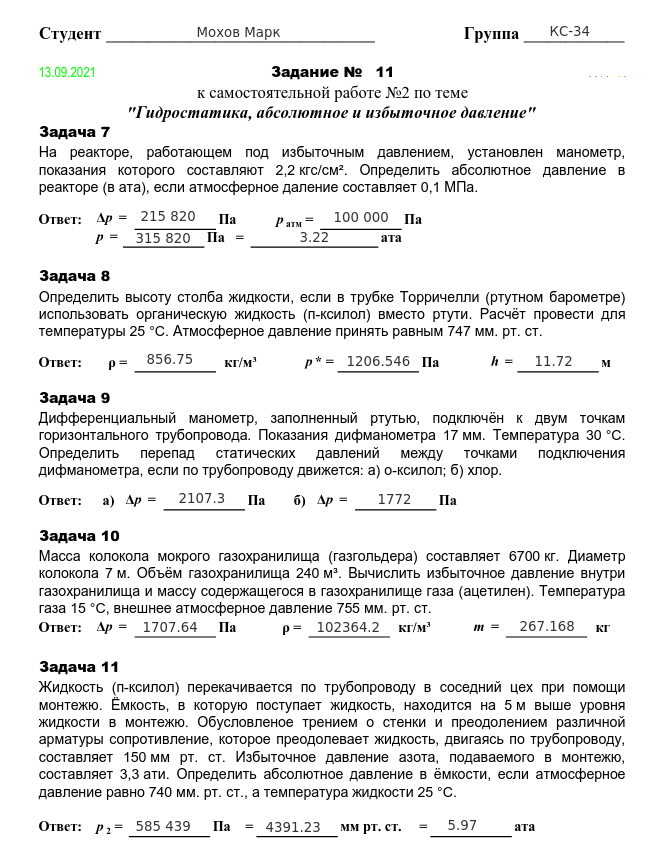 Студент Мохов Марк Группа КС-34
13.09.2021 Задание № 11
к самостоятельной работе №2 по теме
"Гидростатика, абсолютное и избыточное давление"
Задача 7
На реакторе, работающем под избыточным давлением, установлен манометр,
показания которого составляют 2,2 кгс/см². Определить абсолютное давление в
реакторе (в ата), если атмосферное даление составляет 0,1 МПа.
Ответ: Δp = 215 820 Па p атм = 100 000 Па
p = 315 820 Па = 3.22 ата
Задача 8
Определить высоту столба жидкости, если в трубке Торричелли (ртутном барометре)
использовать органическую жидкость (п-ксилол) вместо ртути. Расчёт провести для
температуры 25 °С. Атмосферное давление принять равным 747 мм. рт. ст.
Ответ: ρ = 856.75 кг/м³ p* = 1206.546 Па h = 11.72 м
Задача 9
Дифференциальный манометр, заполненный ртутью, подключён к двум точкам
горизонтального трубопровода. Показания дифманометра 17 мм. Температура 30 °С.
Определить перепад статических давлений между точками подключения
дифманометра, если по трубопроводу движется: а) о-ксилол; б) хлор.
Ответ: а) Δp = 2107.3 Па б) Δp = 1772 Па
Задача 10
Масса колокола мокрого газохранилища (газгольдера) составляет 6700 кг. Диаметр
колокола 7 м. Объём газохранилища 240 м³. Вычислить избыточное давление внутри
газохранилища и массу содержащегося в газохранилище газа (ацетилен). Температура
газа 15 °С, внешнее атмосферное давление 755 мм. рт. ст.
Ответ: Δp = 1707.64 Па ρ = 102364.2 кг/м³ m = 267.168 кг
Задача 11
Жидкость (п-ксилол) перекачивается по трубопроводу в соседний цех при помощи
монтежю. Ёмкость, в которую поступает жидкость, находится на 5 м выше уровня
жидкости в монтежю. Обусловленое трением о стенки и преодолением различной
арматуры сопротивление, которое преодолевает жидкость, двигаясь по трубопроводу,
составляет 150 мм рт. ст. Избыточное давление азота, подаваемого в монтежю,
составляет 3,3 ати. Определить абсолютное давление в ёмкости, если атмосферное
давление равно 740 мм. рт. ст., а температура жидкости 25 °С.
Ответ: p 2 = 585 439 Па = 4391.23 мм рт. ст. = 5.97 ата